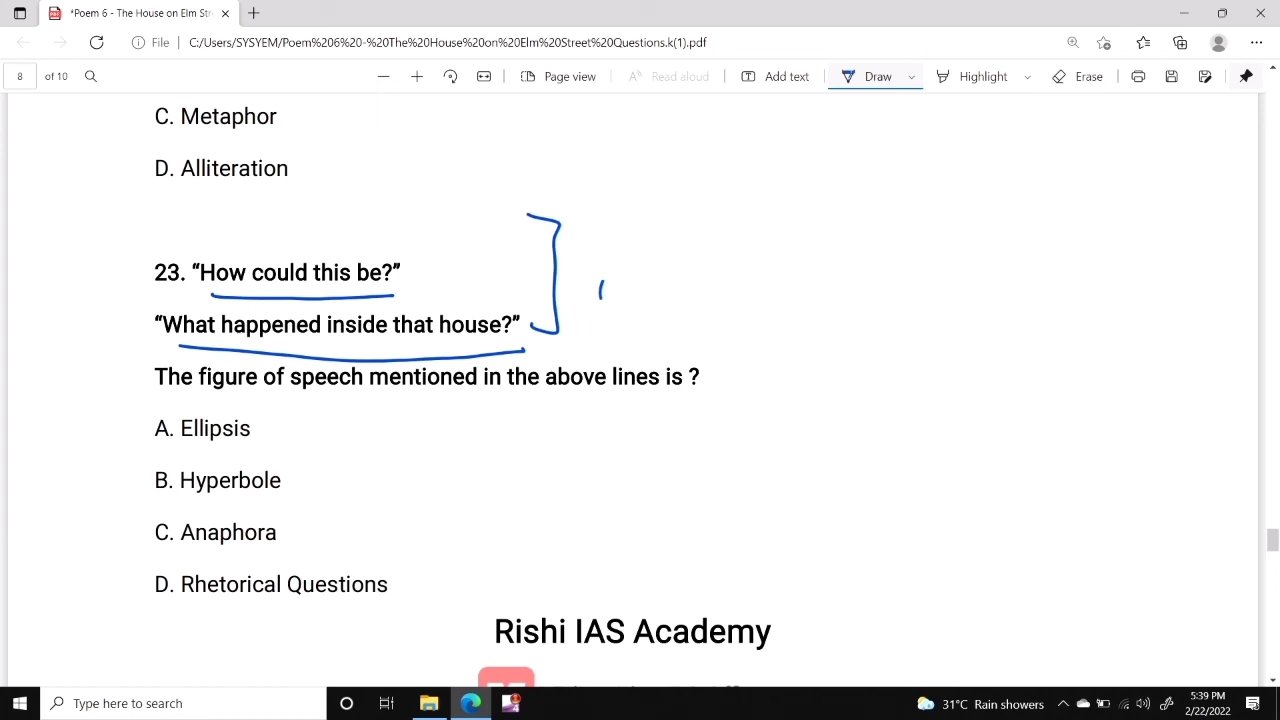 *Poem 6 - The House on Elm Str
File
C:/Users/SYSYEM/Poem%206%20-%20The%20House%20on%20Elm%20Street%20Questions.k(1).pdf
8 of 10
Page view
Read aloud
Add text
Draw
Highlight
Erase
C. Metaphor
D. Alliteration
23. “How could this be?”
“What happened inside that house?”
The figure of speech mentioned in the above lines is ?
A. Ellipsis
B. Hyperbole
C. Anaphora
D. Rhetorical Questions
Rishi IAS Academy
Type here to search
31°C Rain showers
5:39 PM
2/22/2022